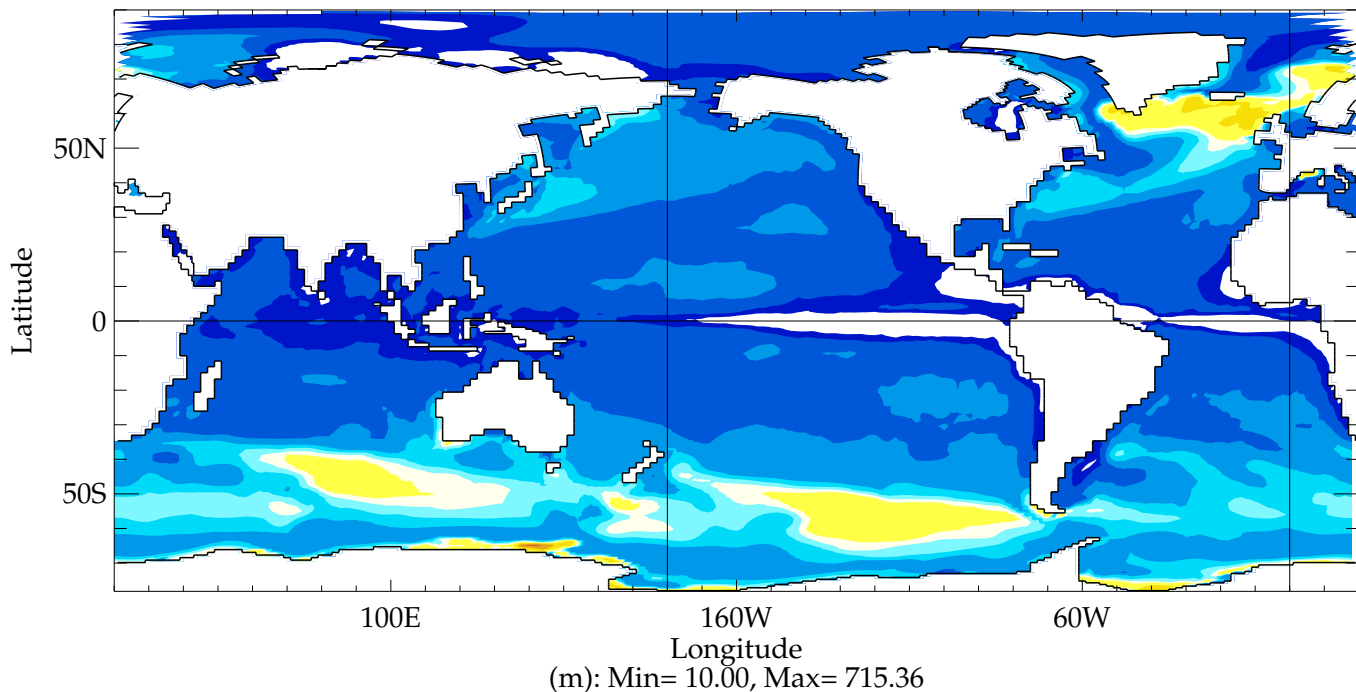 50N
0
50S
Latitude
100E
160W
60W
Longitude
(m): Min= 10.00, Max= 715.36